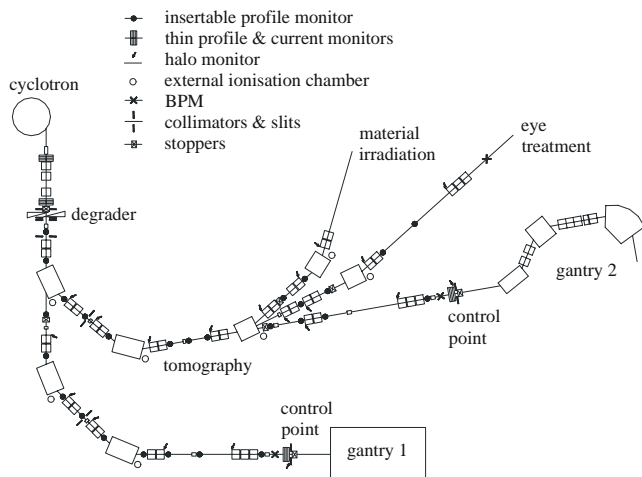 insertable profile monitor
thin profile & current monitors
halo monitor
external ionisation chamber
BPM
collimators & slits
stoppers
cyclotron
degrader
material
irradiation
eye
treatment
gantry 2
control
point
tomography
control
point
gantry 1